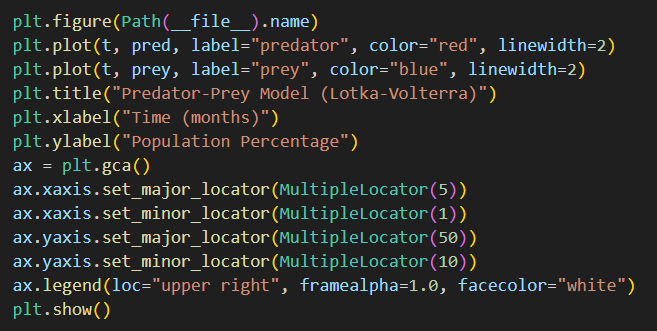 plt.figure(Path(__file__).name)
plt.plot(t, pred, label="predator", color="red", linewidth=2)
plt.plot(t, prey, label="prey", color="blue", linewidth=2)
plt.title("Predator-Prey Model (Lotka-Volterra)")
plt.xlabel("Time (months)")
plt.ylabel("Population Percentage")
ax = plt.gca()
ax.xaxis.set_major_locator(MultipleLocator(5))
ax.xaxis.set_minor_locator(MultipleLocator(1))
ax.yaxis.set_major_locator(MultipleLocator(50))
ax.yaxis.set_minor_locator(MultipleLocator(10))
ax.legend(loc="upper right", framealpha=1.0, facecolor="white")
plt.show()